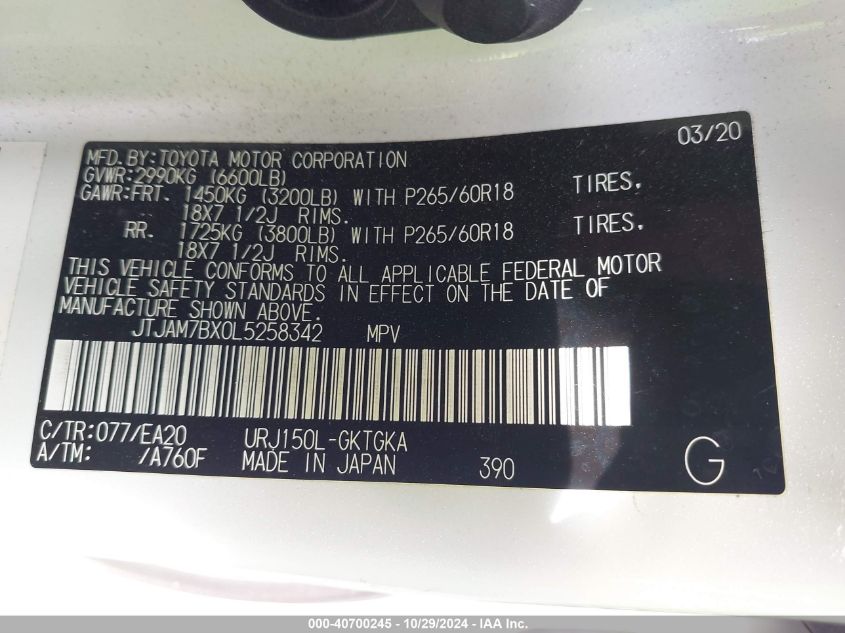 03/20
MFD.BY:TOYOTA MOTOR CORPORATION
GVWR:2990KG (6600LB)
GAWR:FRT. 1450KG (3200LB) WITH P265/60R18 TIRES,
18X7 1/2J RIMS.
RR. 1725KG (3800LB) WITH P265/60R18 TIRES,
18X7 1/2J RIMS.
THIS VEHICLE CONFORMS TO ALL APPLICABLE FEDERAL MOTOR
VEHICLE SAFETY STANDARDS IN EFFECT ON THE DATE OF
MANUFACTURE SHOWN ABOVE.
JTJAM7BX0L5258342 MPV
C/TR:077/EA20 URJ150L-GKTGKA
A/TM: /A760F MADE IN JAPAN 390 G
000-40700245 - 10/29/2024 - IAA Inc.